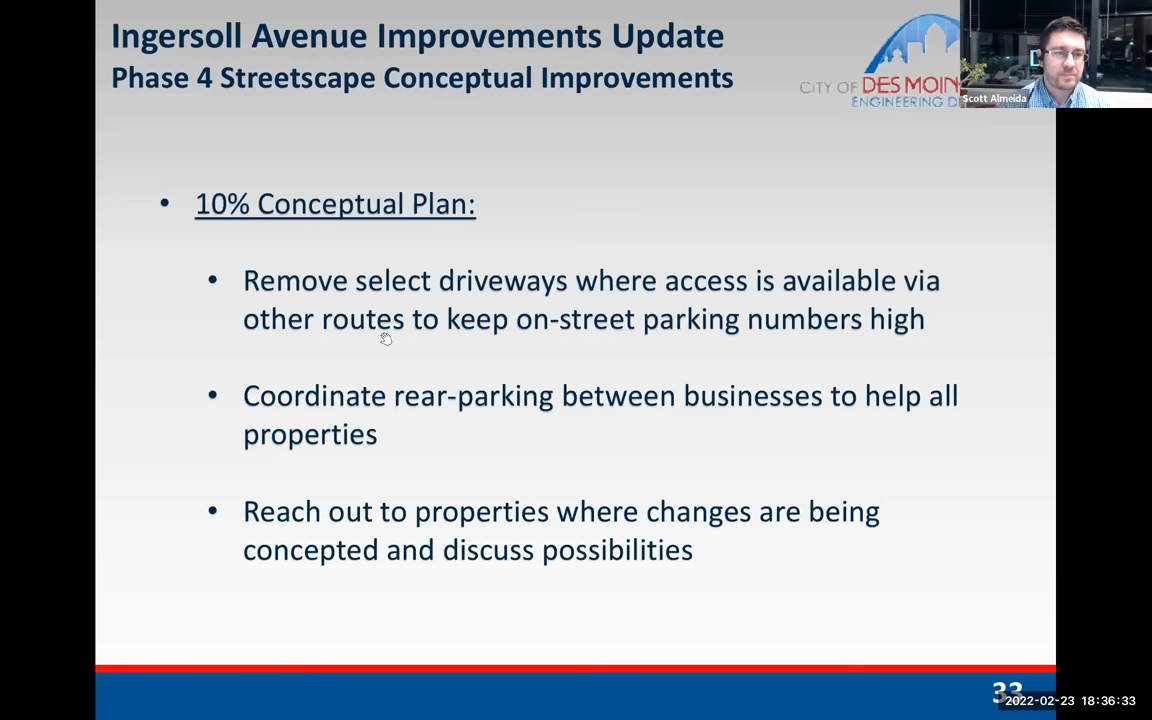 Ingersoll Avenue Improvements Update
Phase 4 Streetscape Conceptual Improvements
CITY OF DES MOIN
ENGINEERING D
Scott Almeida
• 10% Conceptual Plan:
• Remove select driveways where access is available via
other routes to keep on-street parking numbers high
• Coordinate rear-parking between businesses to help all
properties
• Reach out to properties where changes are being
concepted and discuss possibilities
33
2022-02-23 18:36:33